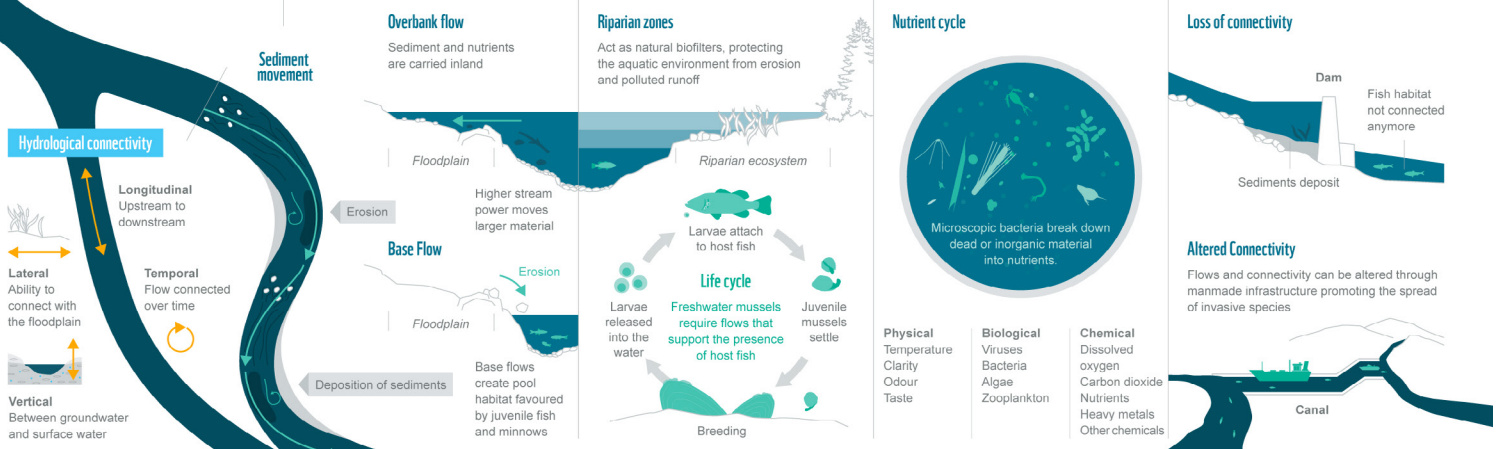 Hydrological connectivity
Longitudinal
Upstream to
downstream
Lateral
Ability to
connect with
the floodplain
Temporal
Flow connected
over time
Vertical
Between groundwater
and surface water
Sediment
movement
Erosion
Deposition of sediments
Overbank flow
Sediment and nutrients
are carried inland
Floodplain
Higher stream
power moves
larger material
Base Flow
Erosion
Floodplain
Base flows
create pool
habitat favoured
by juvenile fish
and minnows
Riparian zones
Act as natural biofilters, protecting
the aquatic environment from erosion
and polluted runoff
Riparian ecosystem
Larvae attach
to host fish
Life cycle
Freshwater mussels
require flows that
support the presence
of host fish
Larvae
released
into the
water
Juvenile
mussels
settle
Breeding
Nutrient cycle
Microscopic bacteria break down
dead or inorganic material
into nutrients.
Physical
Temperature
Clarity
Odour
Taste
Biological
Viruses
Bacteria
Algae
Zooplankton
Chemical
Dissolved
oxygen
Carbon dioxide
Nutrients
Heavy metals
Other chemicals
Loss of connectivity
Dam
Fish habitat
not connected
anymore
Sediments deposit
Altered Connectivity
Flows and connectivity can be altered through
manmade infrastructure promoting the spread
of invasive species
Canal